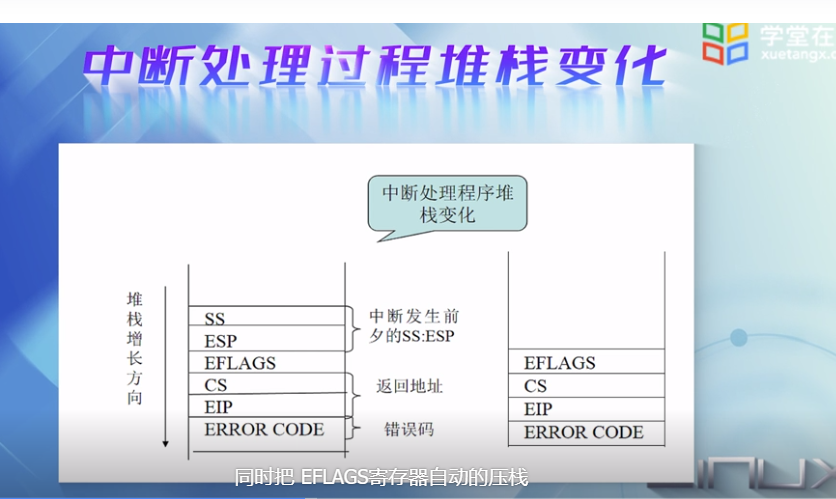 中断处理过程堆栈变化
学堂在
xuetangx.c
中断处理程序堆
栈变化
堆栈增长方向
SS
ESP
EFLAGS
CS
EIP
ERROR CODE
中断发生前
夕的SS:ESP
返回地址
错误码
EFLAGS
CS
EIP
ERROR CODE
同时把 EFLAGS寄存器自动的压栈
LINUX